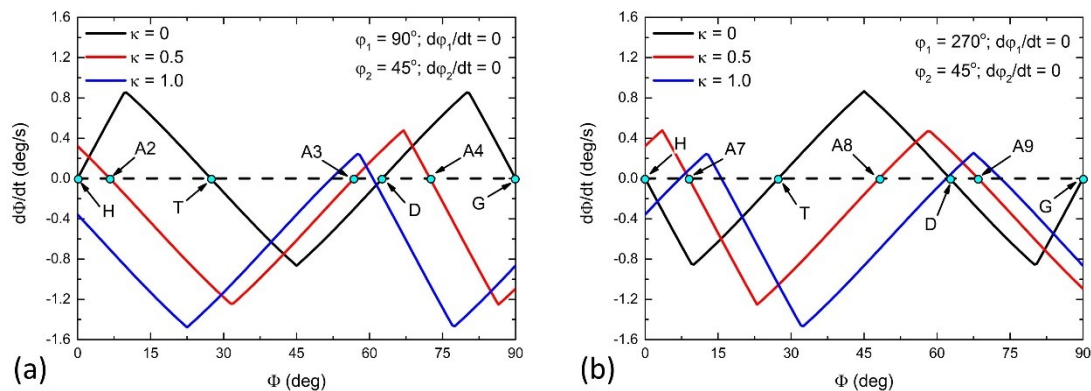 1.6
1.2
0.8
0.4
0.0
-0.4
-0.8
-1.2
-1.6
dΦ/dt (deg/s)
κ = 0
κ = 0.5
κ = 1.0
φ₁ = 90°; dφ₁/dt = 0
φ₂ = 45°; dφ₂/dt = 0
H
A2
T
A3
D
A4
G
0 15 30 45 60 75 90
Φ (deg)
(a)
1.6
1.2
0.8
0.4
0.0
-0.4
-0.8
-1.2
-1.6
dΦ/dt (deg/s)
κ = 0
κ = 0.5
κ = 1.0
φ₁ = 270°; dφ₁/dt = 0
φ₂ = 45°; dφ₂/dt = 0
H
A7
T
A8
D
A9
G
0 15 30 45 60 75 90
Φ (deg)
(b)